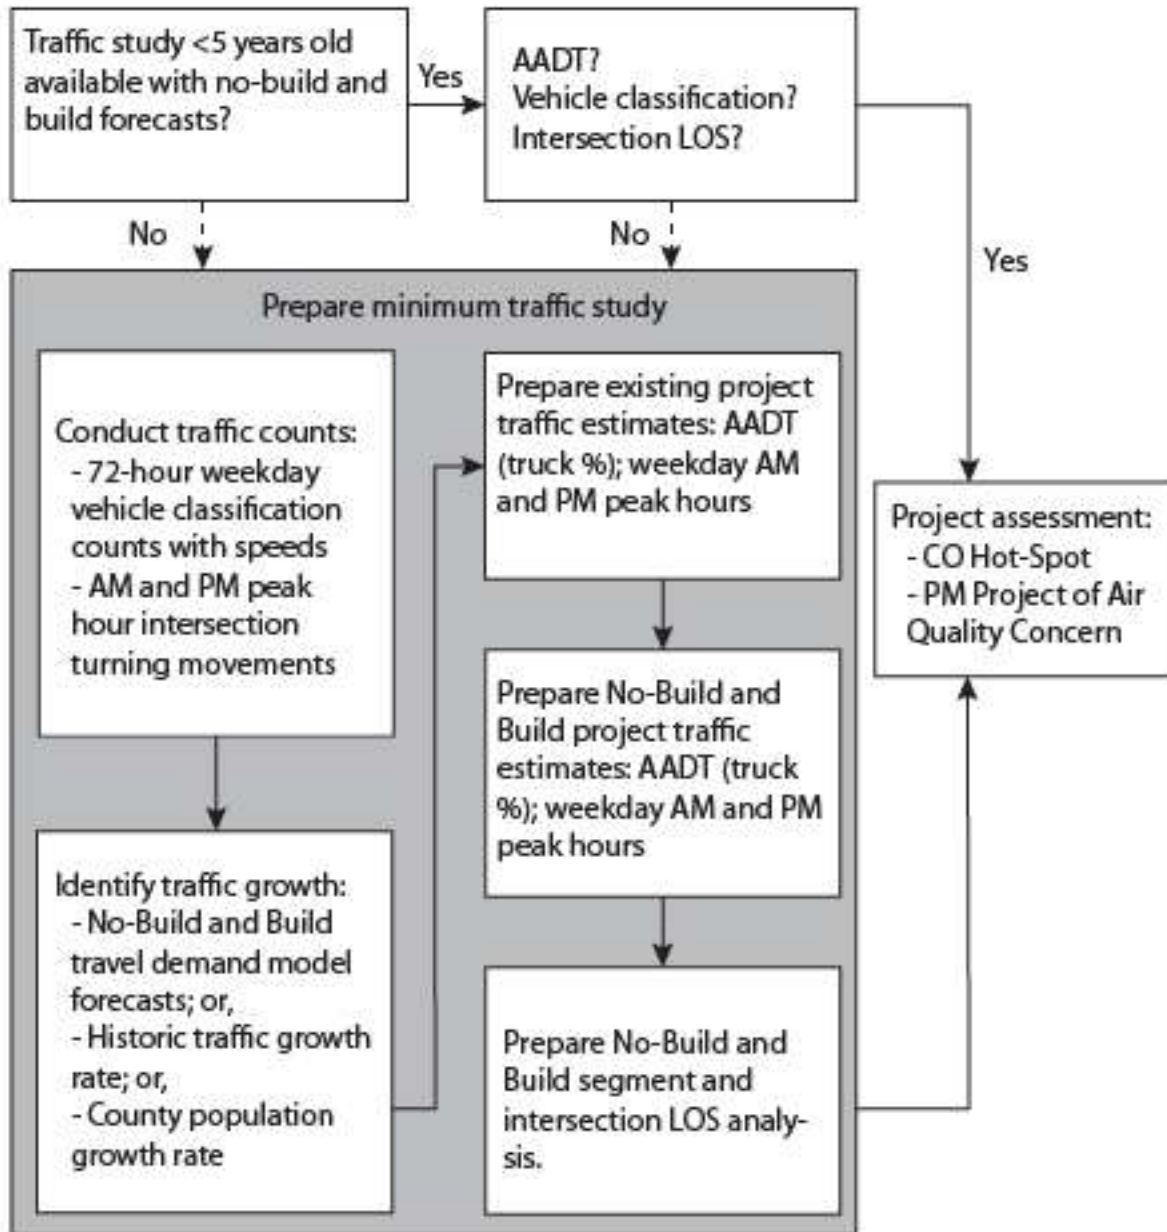 Traffic study <5 years old
available with no-build and
build forecasts?
Yes
AADT?
Vehicle classification?
Intersection LOS?
No
No
Yes
Prepare minimum traffic study
Conduct traffic counts:
- 72-hour weekday
vehicle classification
counts with speeds
- AM and PM peak
hour intersection
turning movements
Identify traffic growth:
- No-Build and Build
travel demand model
forecasts; or,
- Historic traffic growth
rate; or,
- County population
growth rate
Prepare existing project
traffic estimates: AADT
(truck %); weekday AM
and PM peak hours
Prepare No-Build and
Build project traffic
estimates: AADT (truck
%); weekday AM and PM
peak hours
Prepare No-Build and
Build segment and
intersection LOS analy-
sis.
Project assessment:
- CO Hot-Spot
- PM Project of Air
Quality Concern